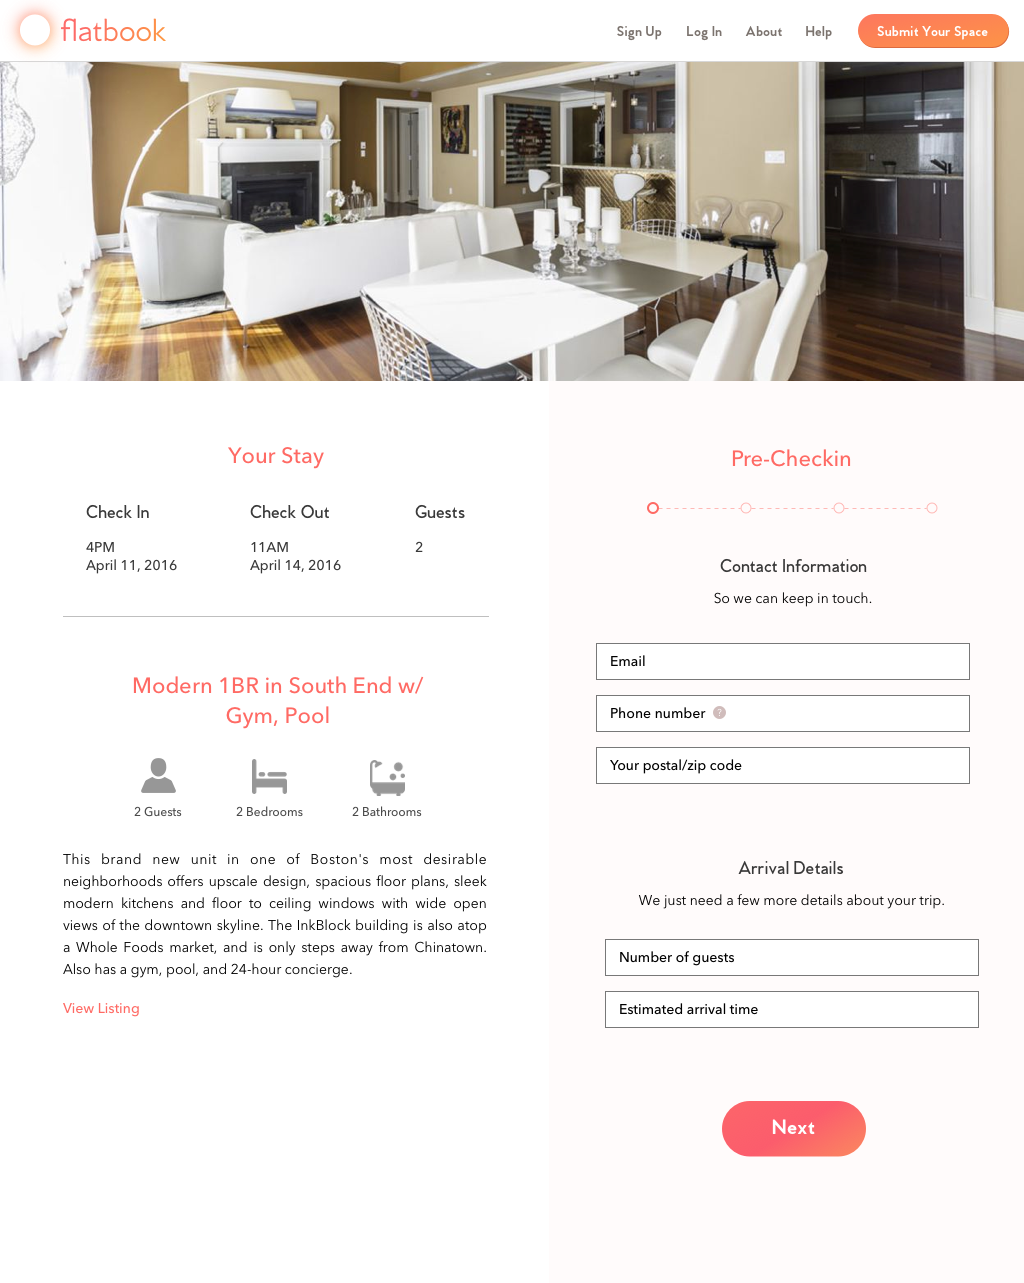 flatbook
Sign Up
Log In
About
Help
Submit Your Space
Your Stay
Check In
Check Out
Guests
4PM
11AM
2
April 11, 2016
April 14, 2016
Modern 1BR in South End w/
Gym, Pool
2 Guests
2 Bedrooms
2 Bathrooms
This brand new unit in one of Boston's most desirable
neighborhoods offers upscale design, spacious floor plans, sleek
modern kitchens and floor to ceiling windows with wide open
views of the downtown skyline. The InkBlock building is also atop
a Whole Foods market, and is only steps away from Chinatown.
Also has a gym, pool, and 24-hour concierge.
View Listing
Pre-Checkin
Contact Information
So we can keep in touch.
Email
Phone number ?
Your postal/zip code
Arrival Details
We just need a few more details about your trip.
Number of guests
Estimated arrival time
Next